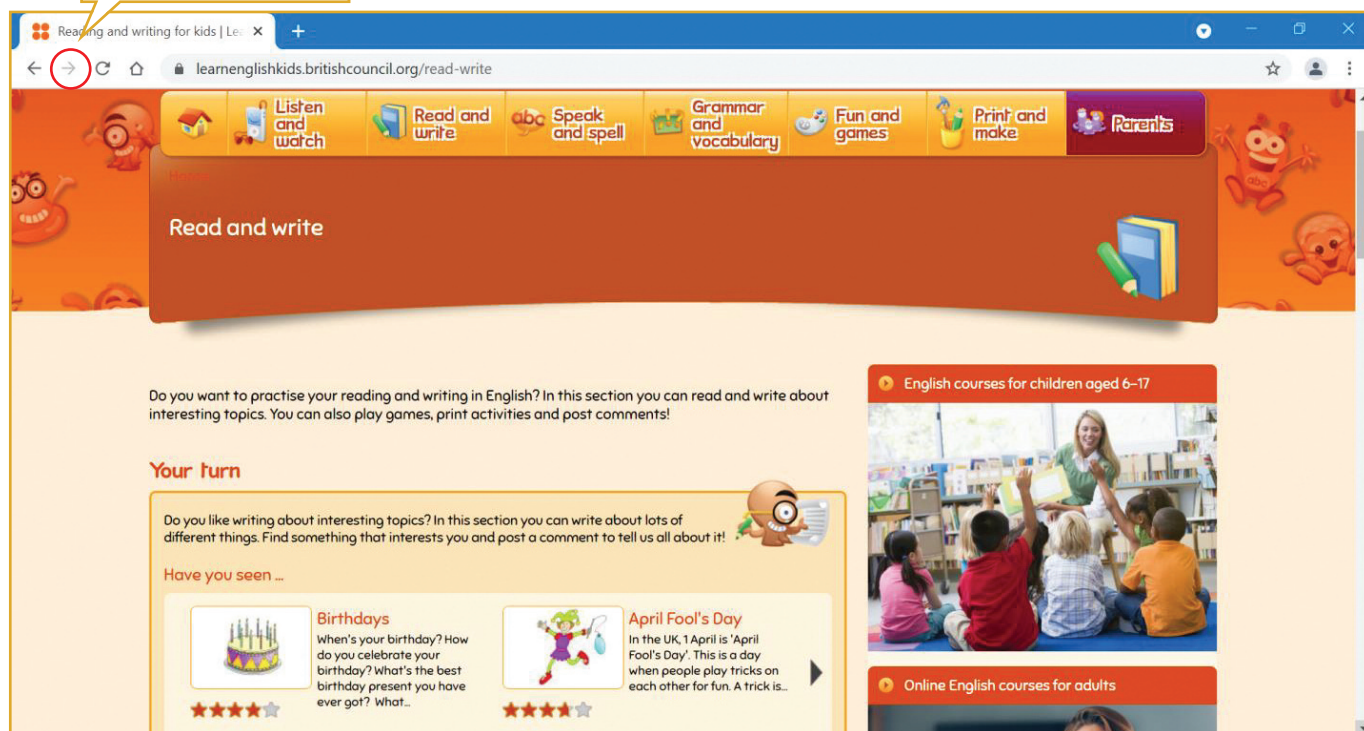 Reading and writing for kids | Le
learnenglishkids.britishcouncil.org/read-write
Listen
and
watch
Read and
write
abc
Speak
and spell
Grammar
and
vocabulary
Fun and
games
Print and
make
Parents
Home
abc
Read and write
Do you want to practise your reading and writing in English? In this section you can read and write about
interesting topics. You can also play games, print activities and post comments!
Your turn
Do you like writing about interesting topics? In this section you can write about lots of
different things. Find something that interests you and post a comment to tell us all about it!
Have you seen ...
Birthdays
When's your birthday? How
do you celebrate your
birthday? What's the best
birthday present you have
ever got? What...
April Fool's Day
In the UK, 1 April is 'April
Fool's Day'. This is a day
when people play tricks on
each other for fun. A trick is...
English courses for children aged 6–17
Online English courses for adults